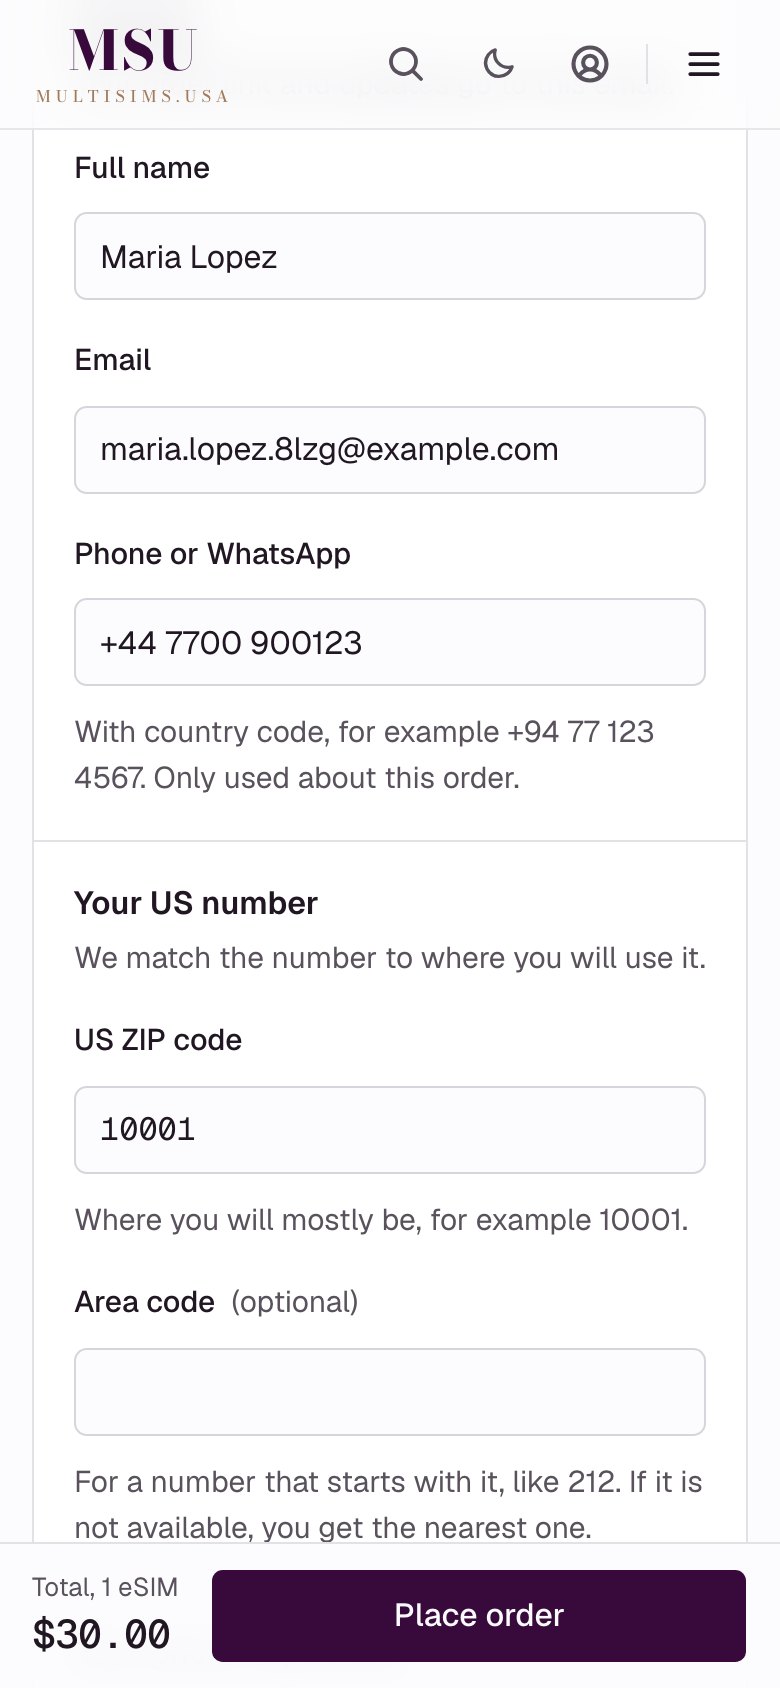 MSU
MULTISIMS.USA
Full name
Maria Lopez
Email
maria.lopez.8lzg@example.com
Phone or WhatsApp
+44 7700 900123
With country code, for example +94 77 123
4567. Only used about this order.
Your US number
We match the number to where you will use it.
US ZIP code
10001
Where you will mostly be, for example 10001.
Area code (optional)
For a number that starts with it, like 212. If it is
not available, you get the nearest one.
Total, 1 eSIM
$30.00
Place order